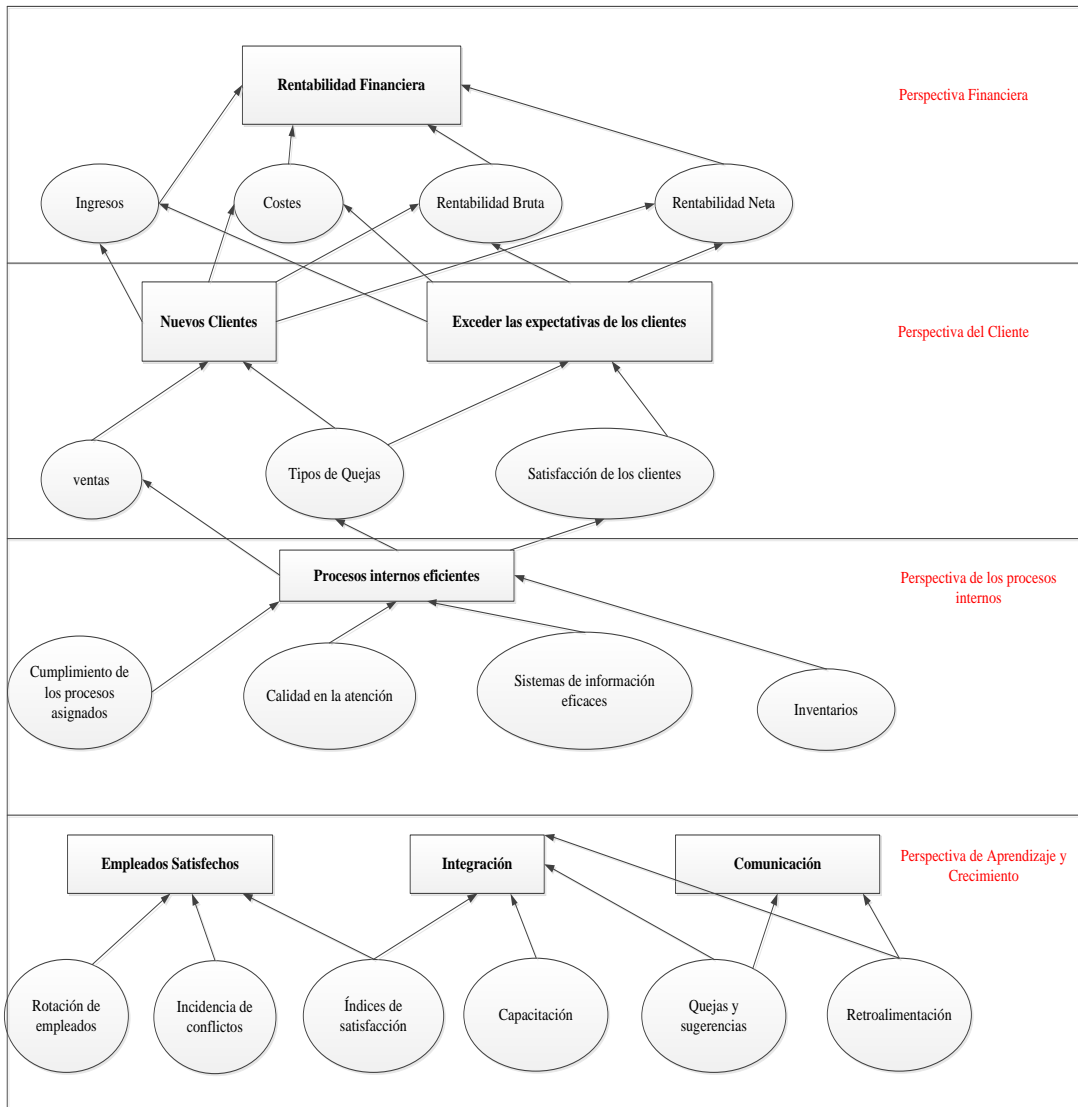 Rentabilidad Financiera
Perspectiva Financiera
Ingresos
Costes
Rentabilidad Bruta
Rentabilidad Neta
Nuevos Clientes
Exceder las expectativas de los clientes
Perspectiva del Cliente
ventas
Tipos de Quejas
Satisfacción de los clientes
Procesos internos eficientes
Perspectiva de los procesos
internos
Cumplimiento de
los procesos
asignados
Calidad en la atención
Sistemas de información
eficaces
Inventarios
Empleados Satisfechos
Integración
Comunicación
Perspectiva de Aprendizaje y
Crecimiento
Rotación de
empleados
Incidencia de
conflictos
Índices de
satisfacción
Capacitación
Quejas y
sugerencias
Retroalimentación